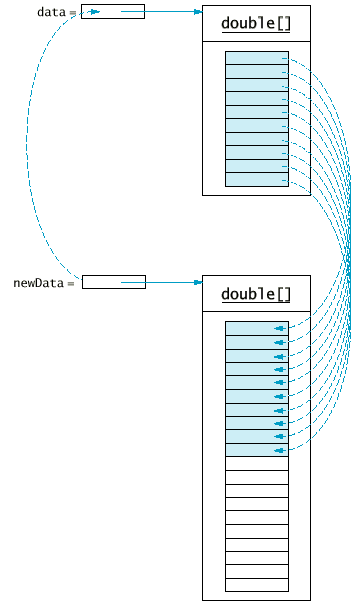 data =
double[]
newData =
double[]